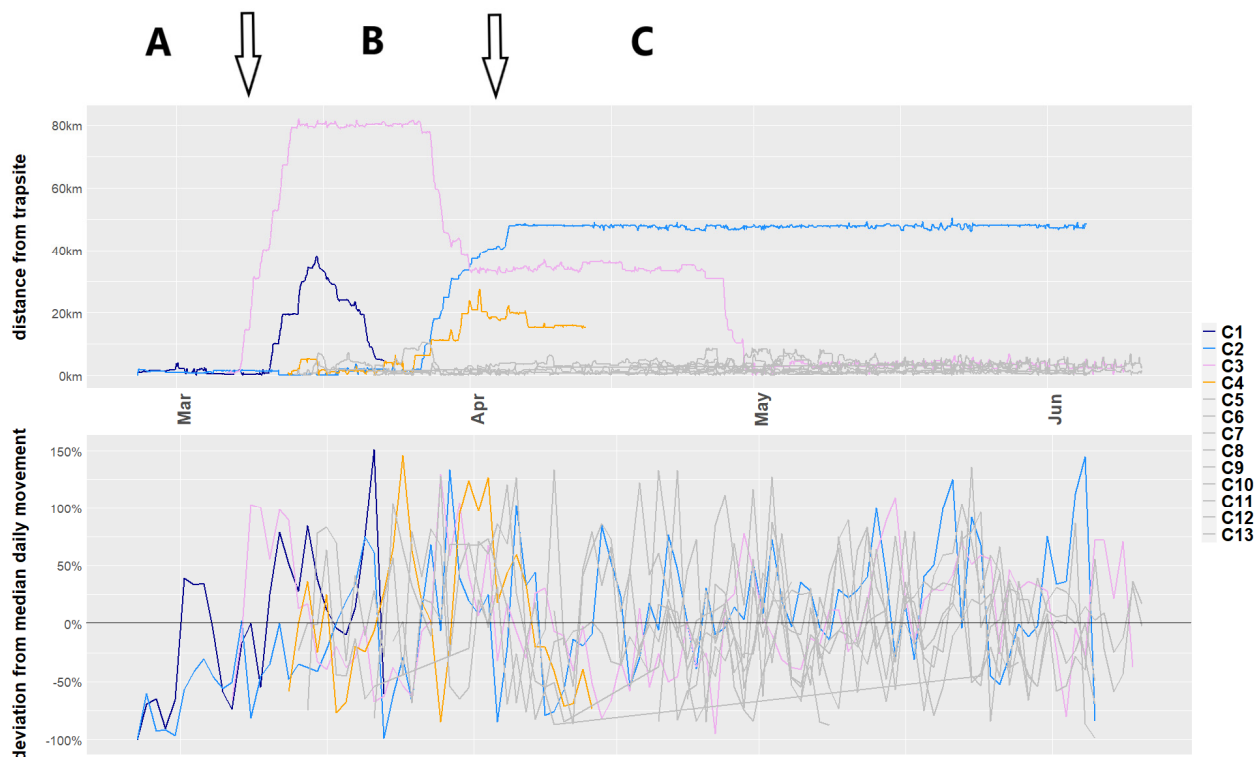 A B C
distance from trapsite
80km
60km
40km
20km
0km
Mar Apr May Jun
deviation from median daily movement
150%
100%
50%
0%
-50%
-100%
C1
C2
C3
C4
C5
C6
C7
C8
C9
C10
C11
C12
C13